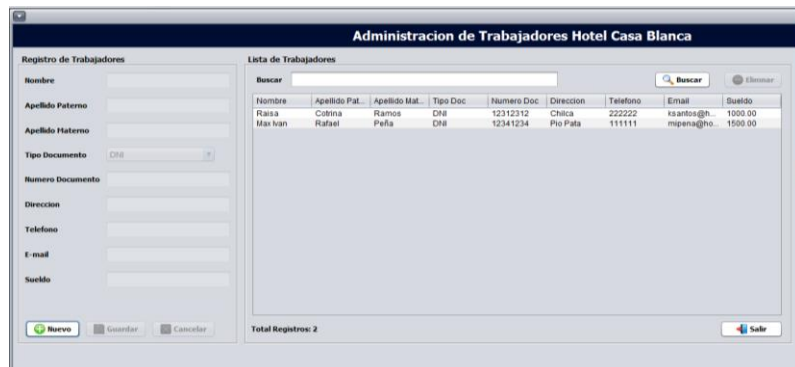 Administracion de Trabajadores Hotel Casa Blanca
Registro de Trabajadores
Nombre
Apellido Paterno
Apellido Materno
Tipo Documento DNI
Numero Documento
Direccion
Telefono
E-mail
Sueldo
Nuevo Guardar Cancelar
Lista de Trabajadores
Buscar Buscar Eliminar
Nombre Apellido Pat... Apellido Mat... Tipo Doc Numero Doc Direccion Telefono Email Sueldo
Raisa Cotrina Ramos DNI 12312312 Chilca 222222 ksantos@h... 1000.00
Max Ivan Rafael Peña DNI 12341234 Pio Pata 111111 mipena@ho... 1500.00
Total Registros: 2 Salir